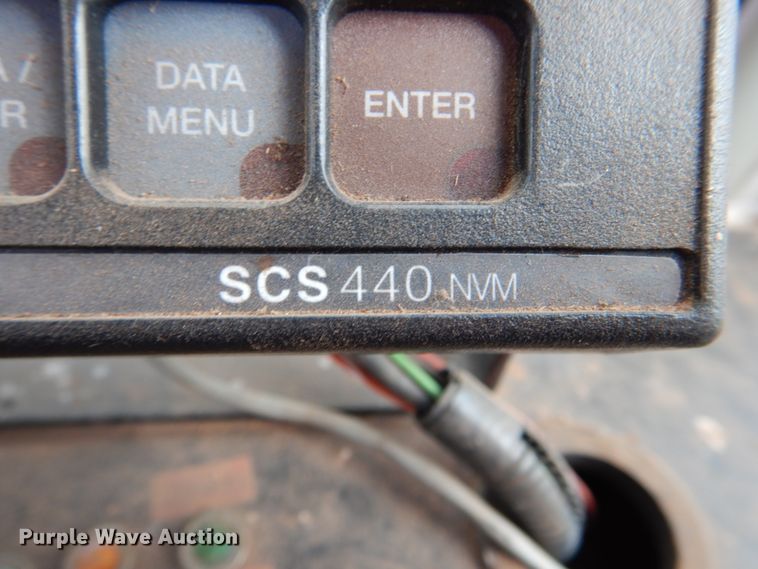 DATA
MENU
ENTER
SCS 440 NVM
Purple Wave Auction®